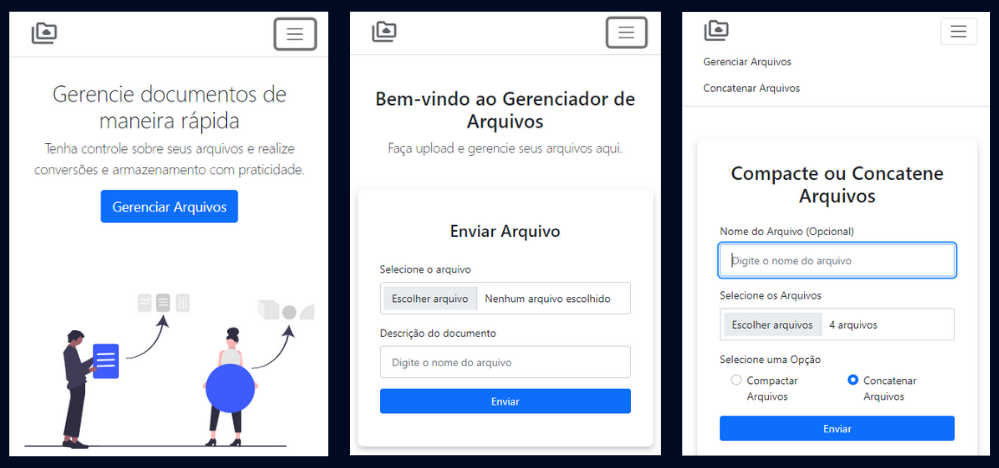 Gerencie documentos de
maneira rápida
Tenha controle sobre seus arquivos e realize
conversões e armazenamento com praticidade.
Gerenciar Arquivos
Bem-vindo ao Gerenciador de
Arquivos
Faça upload e gerencie seus arquivos aqui.
Enviar Arquivo
Selecione o arquivo
Escolher arquivo Nenhum arquivo escolhido
Descrição do documento
Digite o nome do arquivo
Enviar
Gerenciar Arquivos
Concatenar Arquivos
Compacte ou Concatene
Arquivos
Nome do Arquivo (Opcional)
Digite o nome do arquivo
Selecione os Arquivos
Escolher arquivos 4 arquivos
Selecione uma Opção
Compactar
Arquivos
Concatenar
Arquivos
Enviar